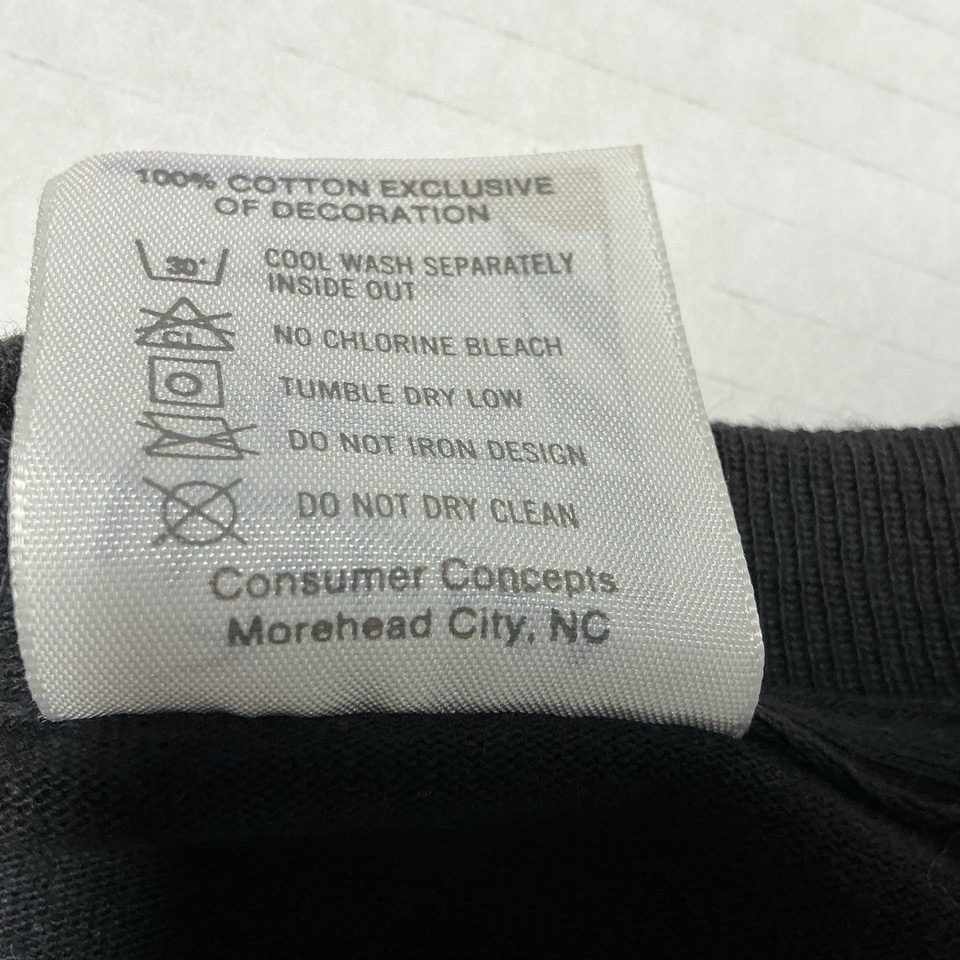 100% COTTON EXCLUSIVE
OF DECORATION
30°
COOL WASH SEPARATELY
INSIDE OUT
CL
NO CHLORINE BLEACH
TUMBLE DRY LOW
DO NOT IRON DESIGN
DO NOT DRY CLEAN
Consumer Concepts
Morehead City, NC